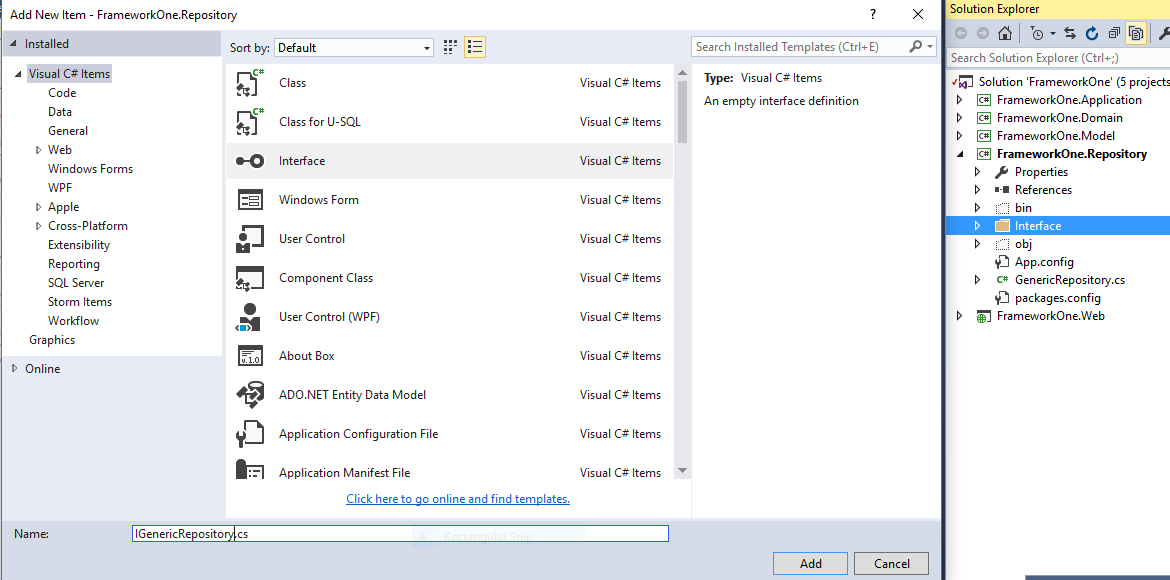 Add New Item - FrameworkOne.Repository
?
Installed
Visual C# Items
Code
Data
General
Web
Windows Forms
WPF
Apple
Cross-Platform
Extensibility
Reporting
SQL Server
Storm Items
Workflow
Graphics
Online
Sort by: Default
Class Visual C# Items
Class for U-SQL Visual C# Items
Interface Visual C# Items
Windows Form Visual C# Items
User Control Visual C# Items
Component Class Visual C# Items
User Control (WPF) Visual C# Items
About Box Visual C# Items
ADO.NET Entity Data Model Visual C# Items
Application Configuration File Visual C# Items
Application Manifest File Visual C# Items
Click here to go online and find templates.
Search Installed Templates (Ctrl+E)
Type: Visual C# Items
An empty interface definition
Name: IGenericRepository.cs
Rectangular Snip
Add Cancel
Solution Explorer
Search Solution Explorer (Ctrl+;)
Solution 'FrameworkOne' (5 projects
C# FrameworkOne.Application
C# FrameworkOne.Domain
C# FrameworkOne.Model
C# FrameworkOne.Repository
Properties
References
bin
Interface
obj
App.config
C# GenericRepository.cs
packages.config
FrameworkOne.Web